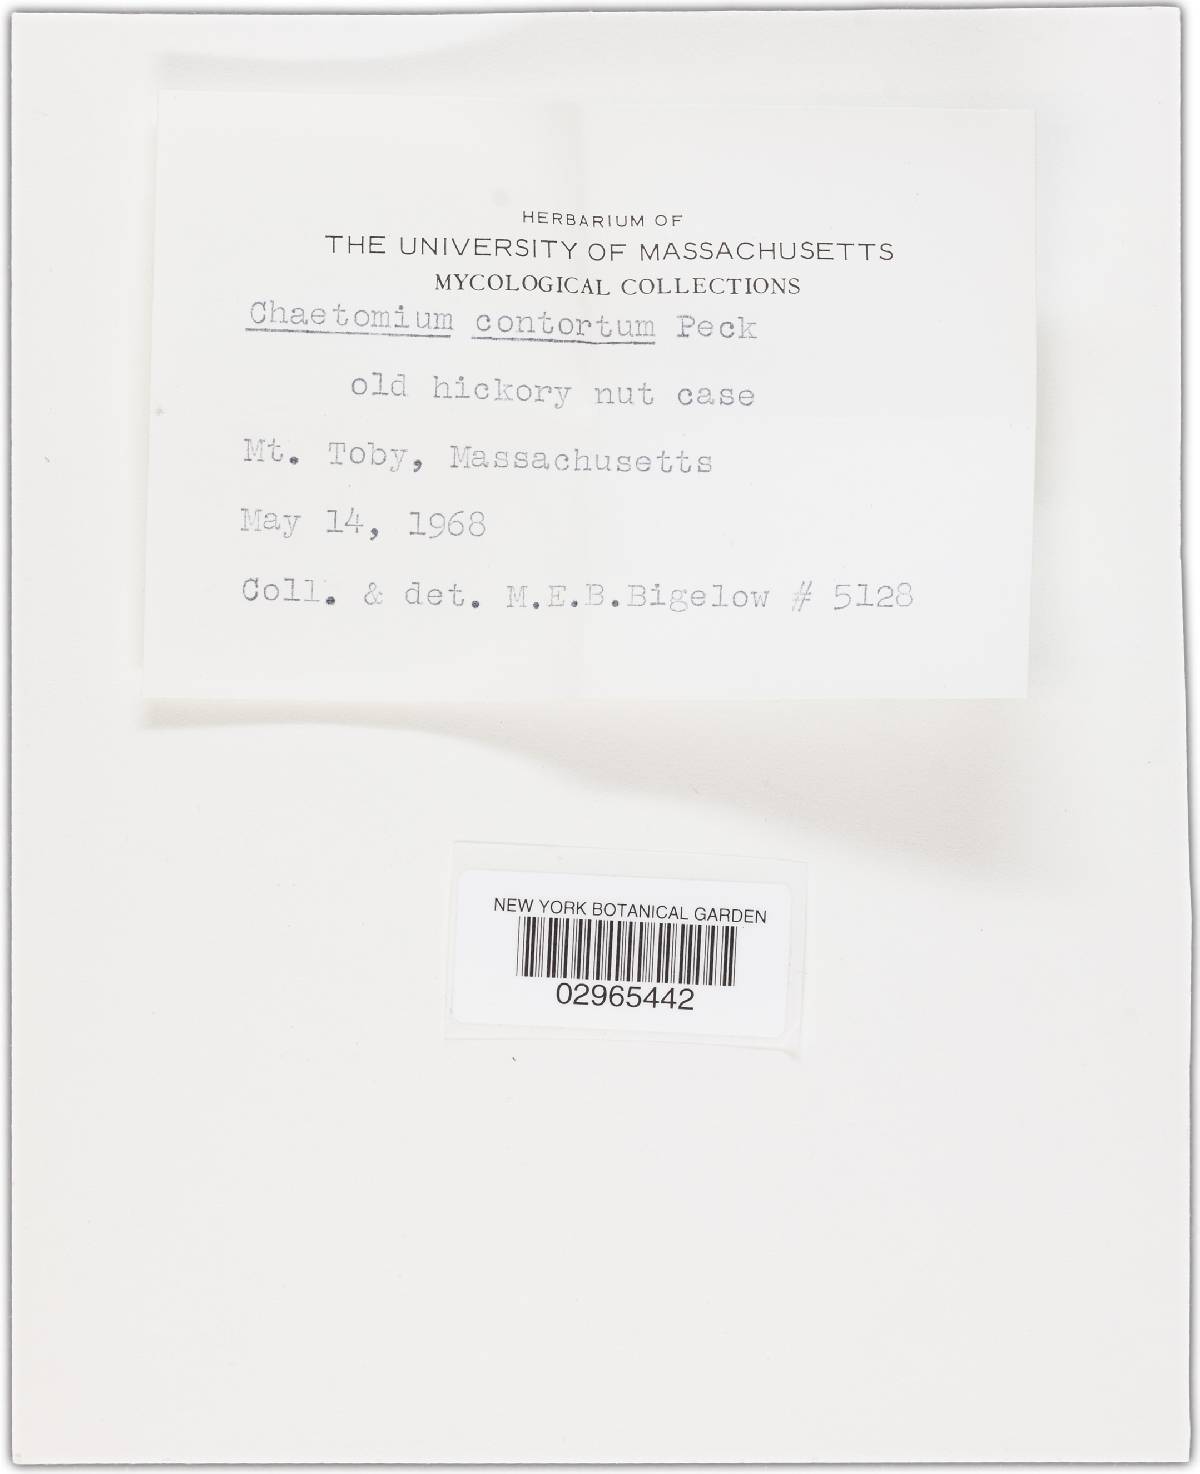 HERBARIUM OF
THE UNIVERSITY OF MASSACHUSETTS
MYCOLOGICAL COLLECTIONS
Chaetomium contortum Peck
old hickory nut case
Mt. Toby, Massachusetts
May 14, 1968
Coll. & det. M.E.B.Bigelow # 5128
NEW YORK BOTANICAL GARDEN
02965442